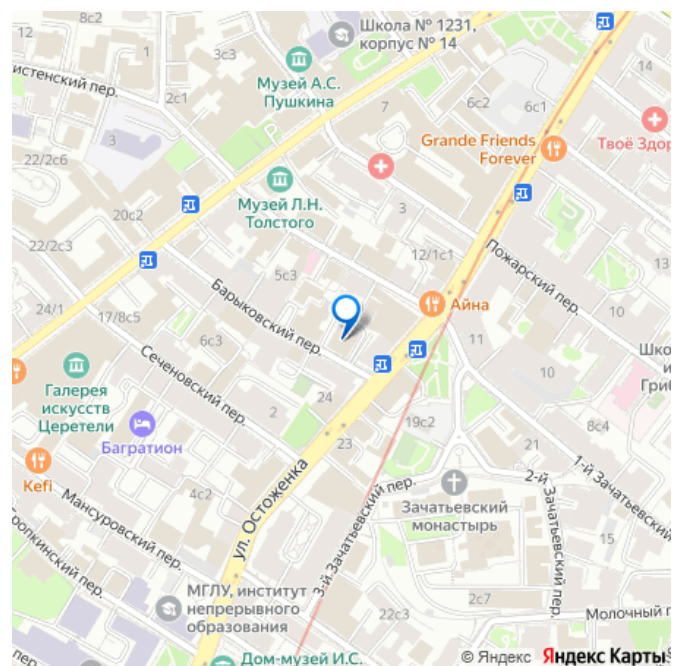 12
8с2
1
3с3
Школа № 1231,
корпус № 14
14
истенский пер.
2с1
Музей А.С.
Пушкина
7
6с2
6с1
3
Grande Friends
Forever
Твоё Здор
22/2с6
Музей Л.Н.
Толстого
3
20с2
12/1с1
Пожарский пер.
22/2с3
5с3
13
24/1
17/8с5
Барыковский пер.
Айна
10
6с3
11
Шко
и
Гриб
Сеченовский пер.
Галерея
искусств
Церетели
10
2
24
Багратион
19с2
8с4
23
21
Kefi
ул. Остоженка
1-й Зачатьевский
2-й Зачатьевский пер.
4с2
Зачатьевский
монастырь
Мансуровский пер.
3-й Зачатьевский пер.
опкинский пер.
15
МГЛУ, институт
непрерывного
образования
2с7
22с3
Молочный п
пер.
Дом-музей И.С.
© Яндекс Яндекс Карты